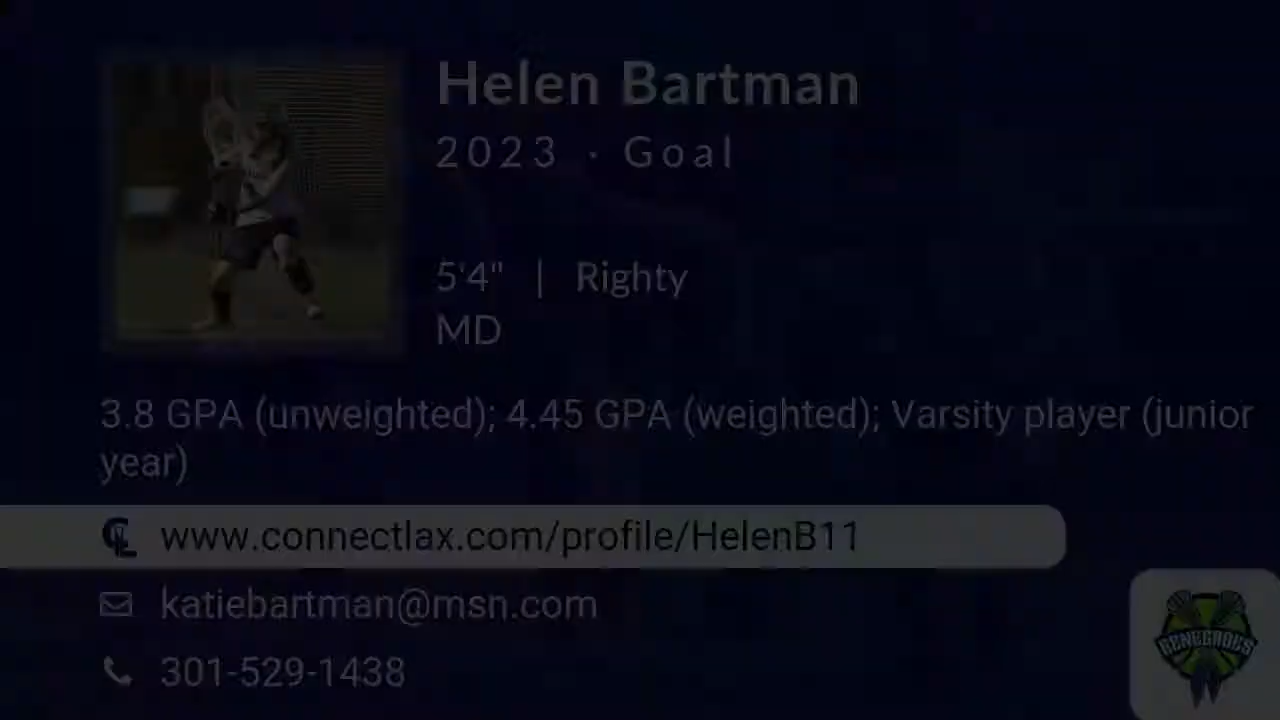 Helen Bartman
2023 · Goal
5'4" | Righty
MD
3.8 GPA (unweighted); 4.45 GPA (weighted); Varsity player (junior
year)
www.connectlax.com/profile/HelenB11
katiebartman@msn.com
301-529-1438
RENEGADES